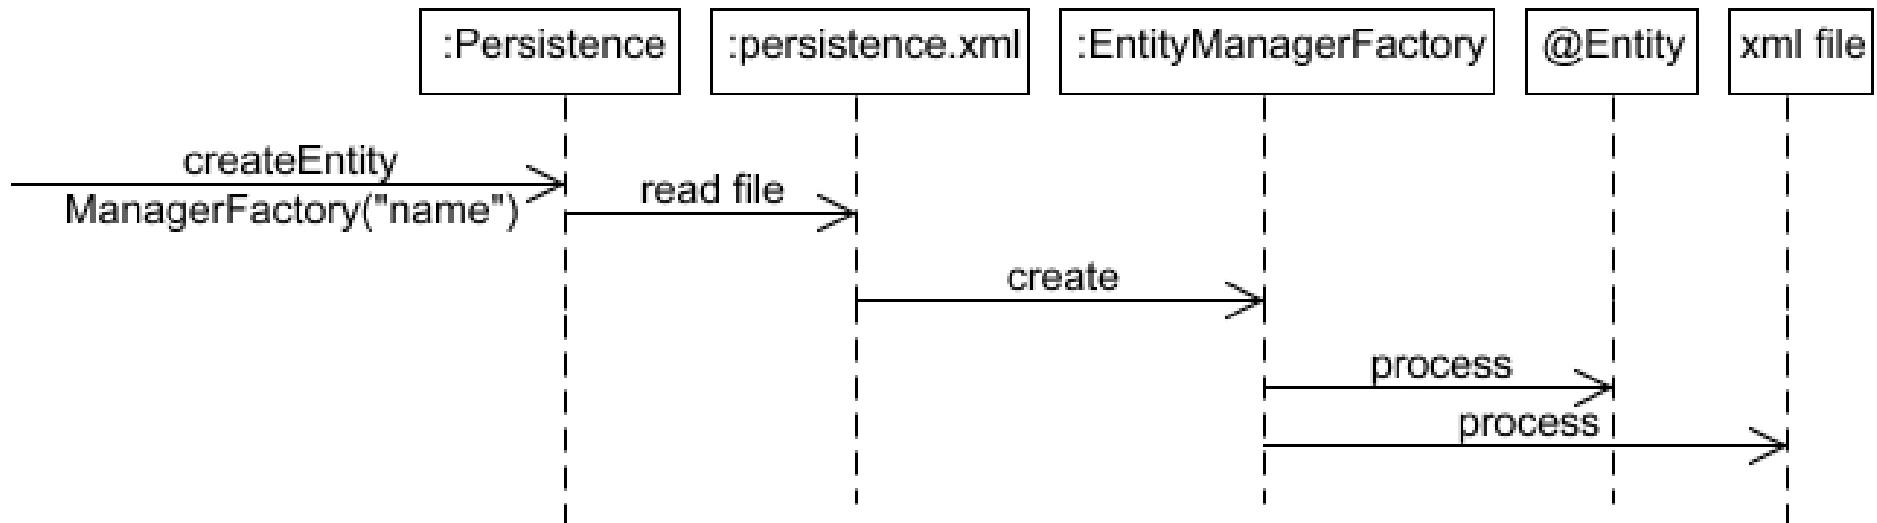 :Persistence
:persistence.xml
:EntityManagerFactory
@Entity
xml file
createEntity
ManagerFactory("name")
read file
create
process
process